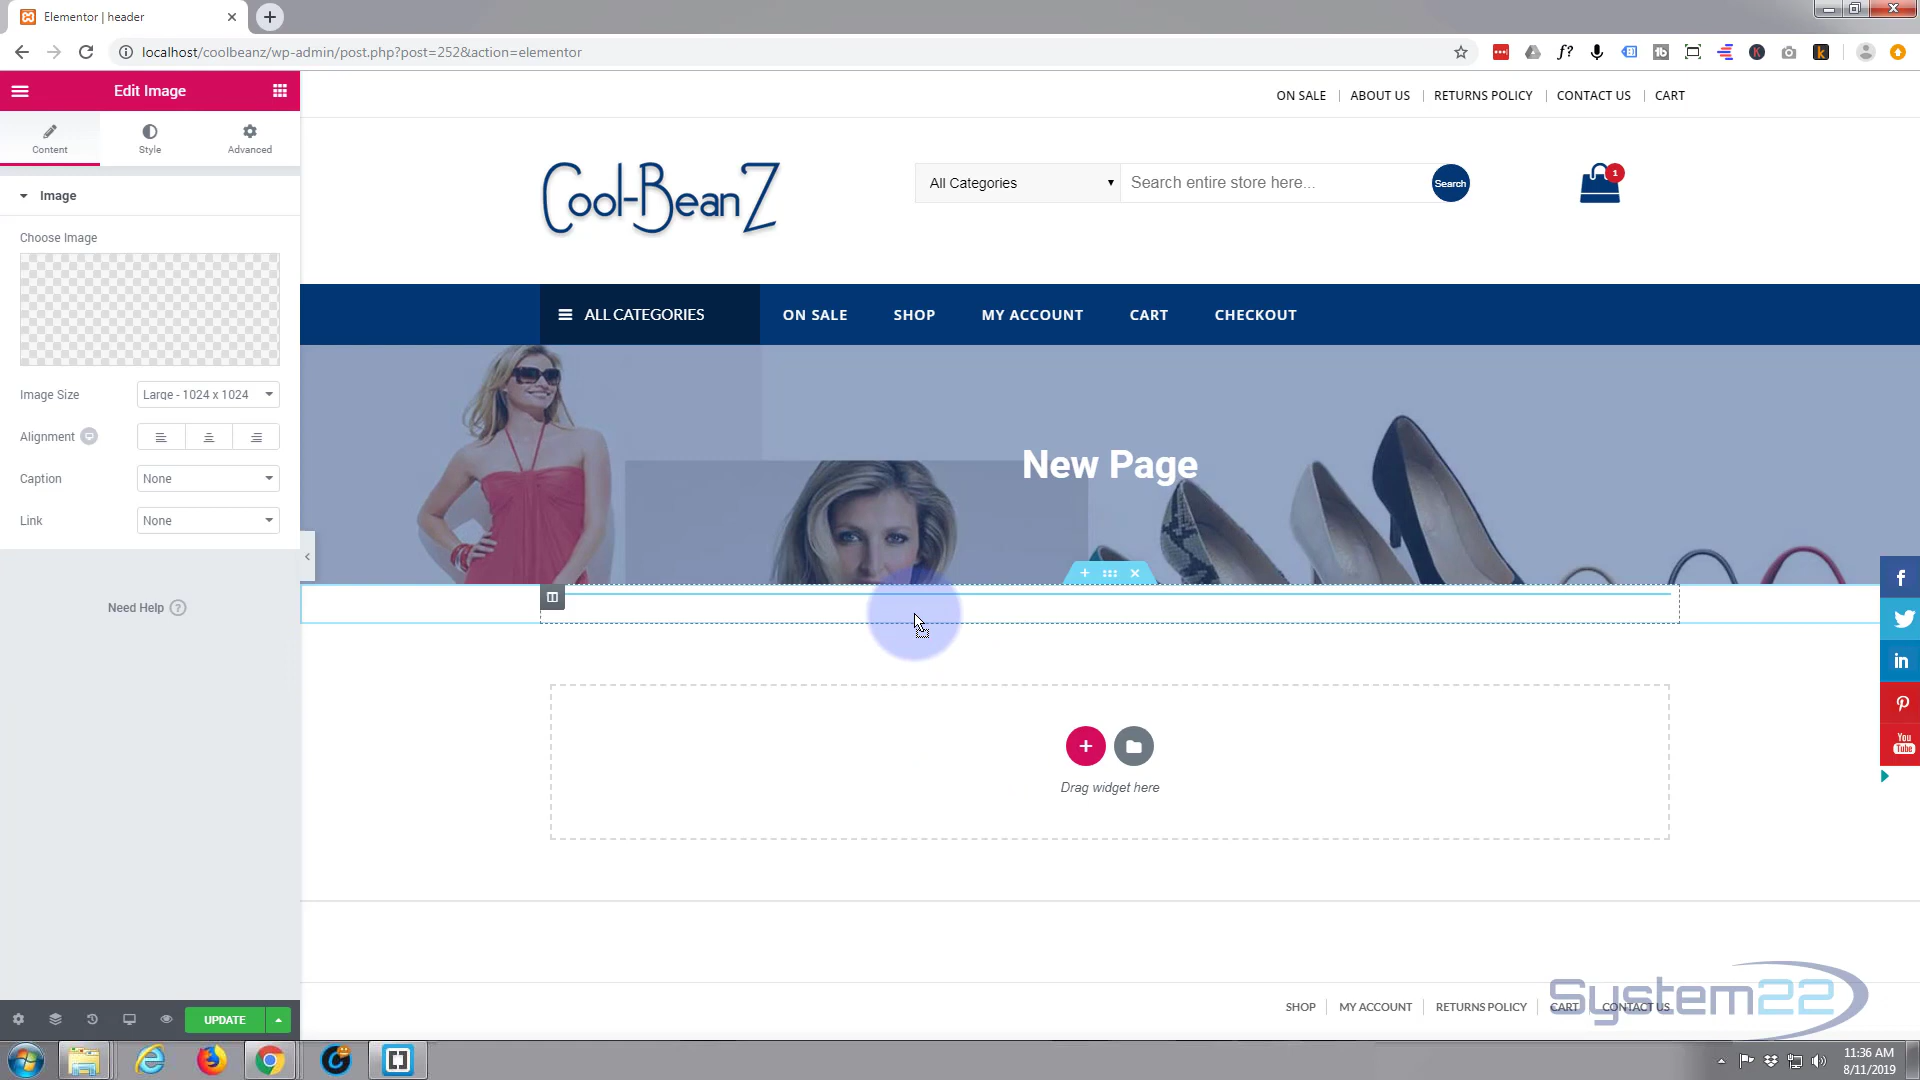 Elementor | header
localhost/coolbeanz/wp-admin/post.php?post=252&action=elementor
Edit Image
Content
Style
Advanced
Image
Choose Image
Image Size
Large - 1024 x 1024
Alignment
Caption
None
Link
None
Need Help ?
UPDATE
ON SALE
ABOUT US
RETURNS POLICY
CONTACT US
CART
Cool-BeanZ
All Categories
Search entire store here...
Search
1
ALL CATEGORIES
ON SALE
SHOP
MY ACCOUNT
CART
CHECKOUT
New Page
Drag widget here
You
Tube
SHOP
MY ACCOUNT
RETURNS POLICY
CART
CONTACT US
System22
11:36 AM
8/11/2019